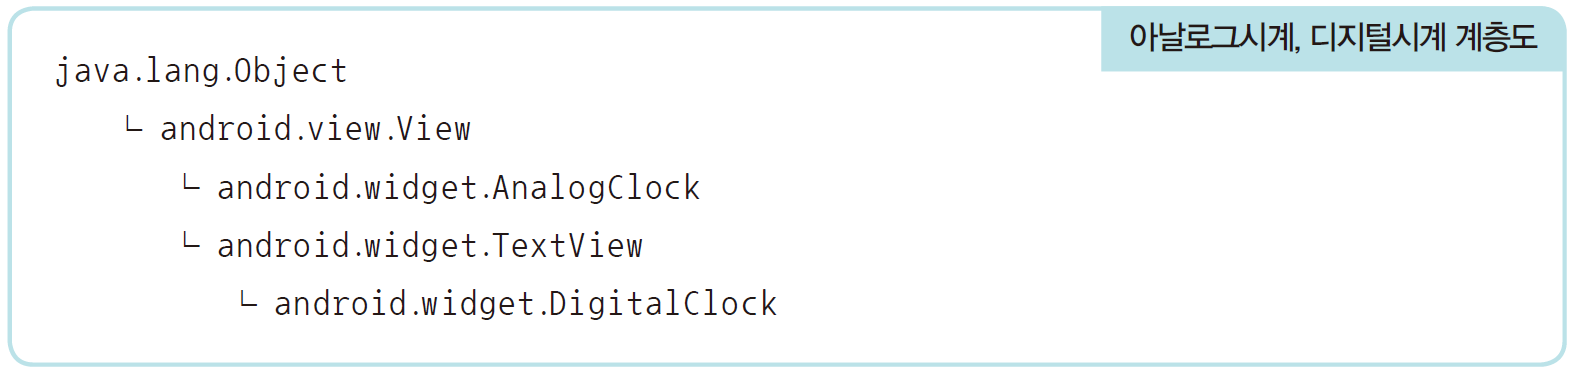 아날로그시계, 디지털시계 계층도
java.lang.Object
└ android.view.View
└ android.widget.AnalogClock
└ android.widget.TextView
└ android.widget.DigitalClock